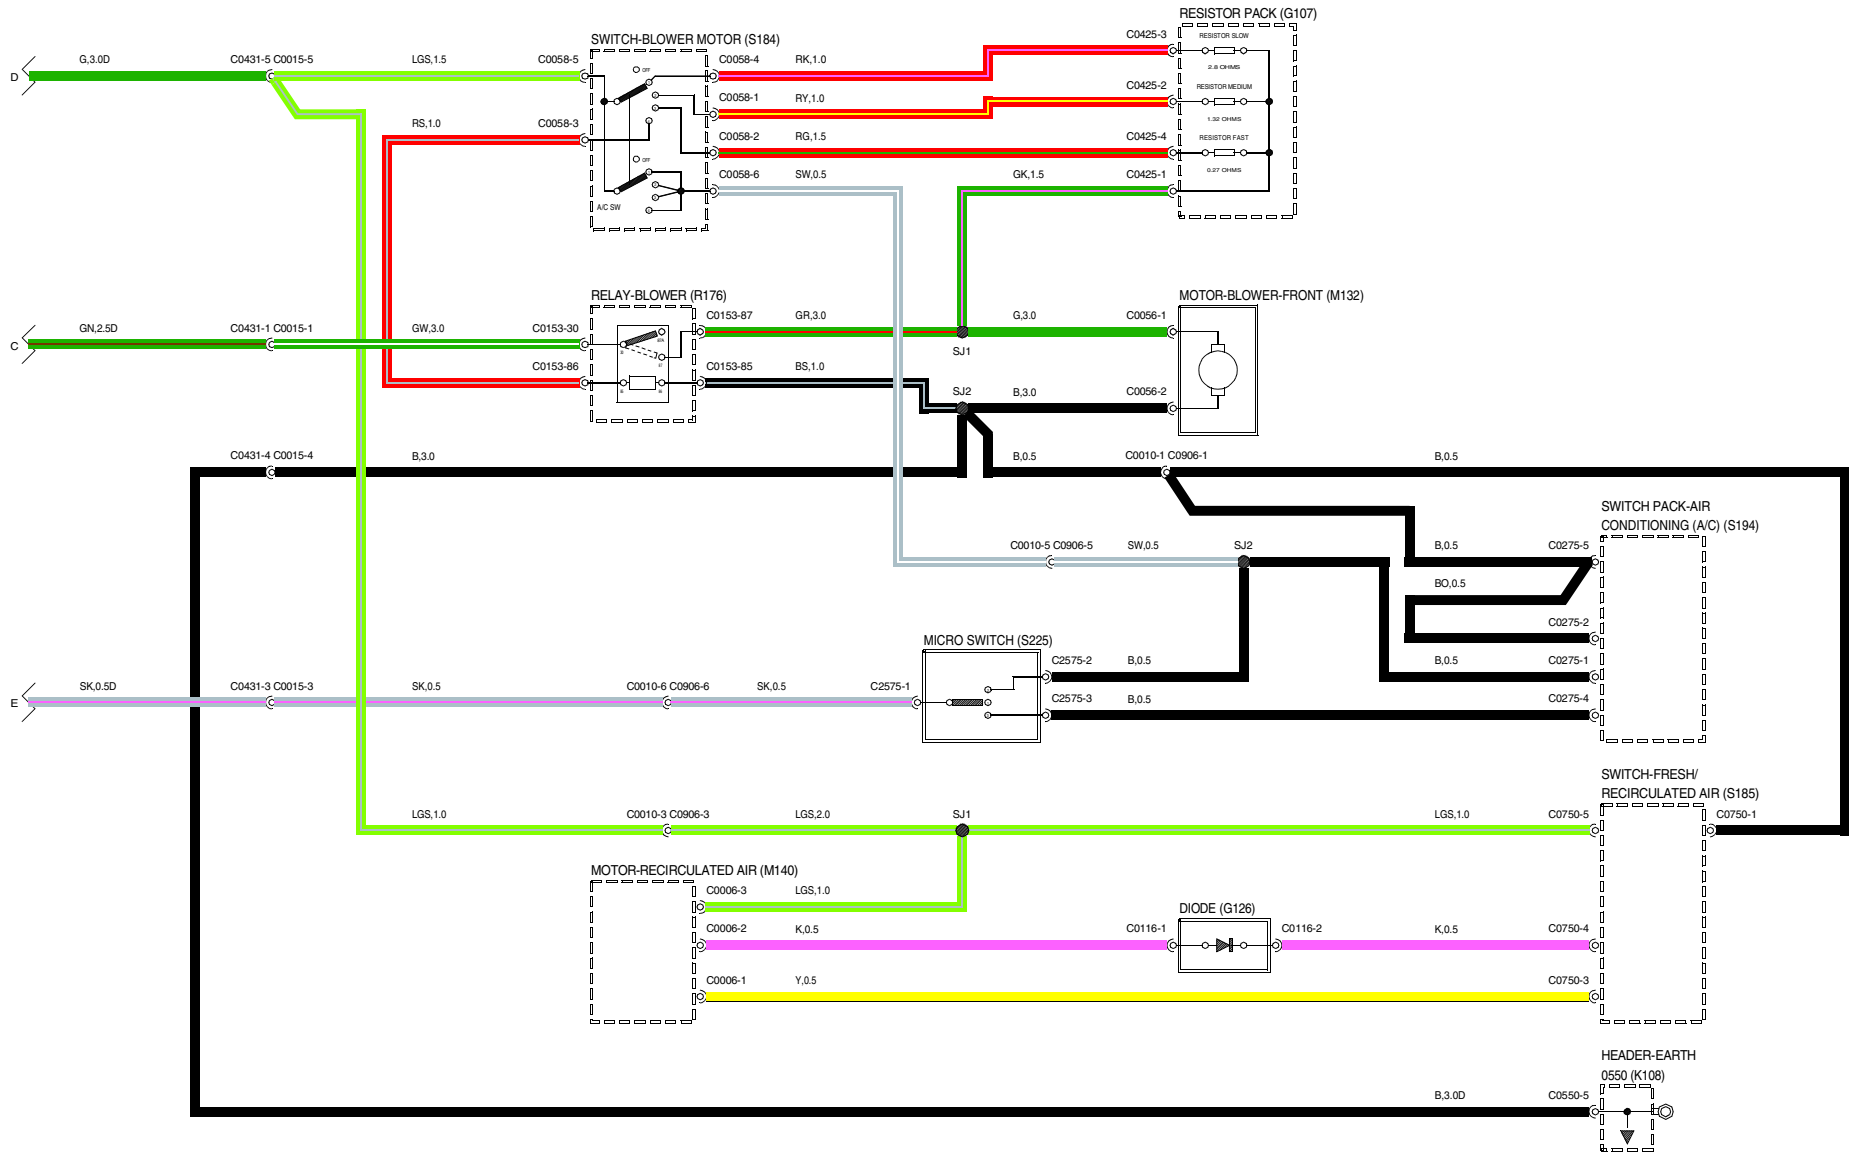 RESISTOR PACK (G107)
SWITCH-BLOWER MOTOR (S184)
C0425-3
RESISTOR SLOW
D
G,3.0D
C0431-5 C0015-5
LGS,1.5
C0058-5
OFF
C0058-4
RK,1.0
2.8 OHMS
C0058-1
RY,1.0
C0425-2
RESISTOR MEDIUM
1.32 OHMS
RS,1.0
C0058-3
C0058-2
RG,1.5
C0425-4
RESISTOR FAST
OFF
0.27 OHMS
C0058-6
SW,0.5
GK,1.5
C0425-1
A/C SW
RELAY-BLOWER (R176)
MOTOR-BLOWER-FRONT (M132)
C0153-87
GR,3.0
G,3.0
C0056-1
C
GN,2.5D
C0431-1 C0015-1
GW,3.0
C0153-30
87A
30
SJ1
87
C0153-86
C0153-85
BS,1.0
SJ2
B,3.0
C0056-2
C0431-4 C0015-4
B,3.0
B,0.5
C0010-1 C0906-1
B,0.5
SWITCH PACK-AIR
CONDITIONING (A/C) (S194)
C0010-5 C0906-5
SW,0.5
SJ2
B,0.5
C0275-5
BO,0.5
C0275-2
MICRO SWITCH (S225)
C2575-2
B,0.5
B,0.5
C0275-1
E
SK,0.5D
C0431-3 C0015-3
SK,0.5
C0010-6 C0906-6
SK,0.5
C2575-1
C2575-3
B,0.5
C0275-4
SWITCH-FRESH/
RECIRCULATED AIR (S185)
LGS,1.0
C0010-3 C0906-3
LGS,2.0
SJ1
LGS,1.0
C0750-5
C0750-1
MOTOR-RECIRCULATED AIR (M140)
C0006-3
LGS,1.0
DIODE (G126)
C0006-2
K,0.5
C0116-1
C0116-2
K,0.5
C0750-4
C0006-1
Y,0.5
C0750-3
HEADER-EARTH
0550 (K108)
B,3.0D
C0550-5